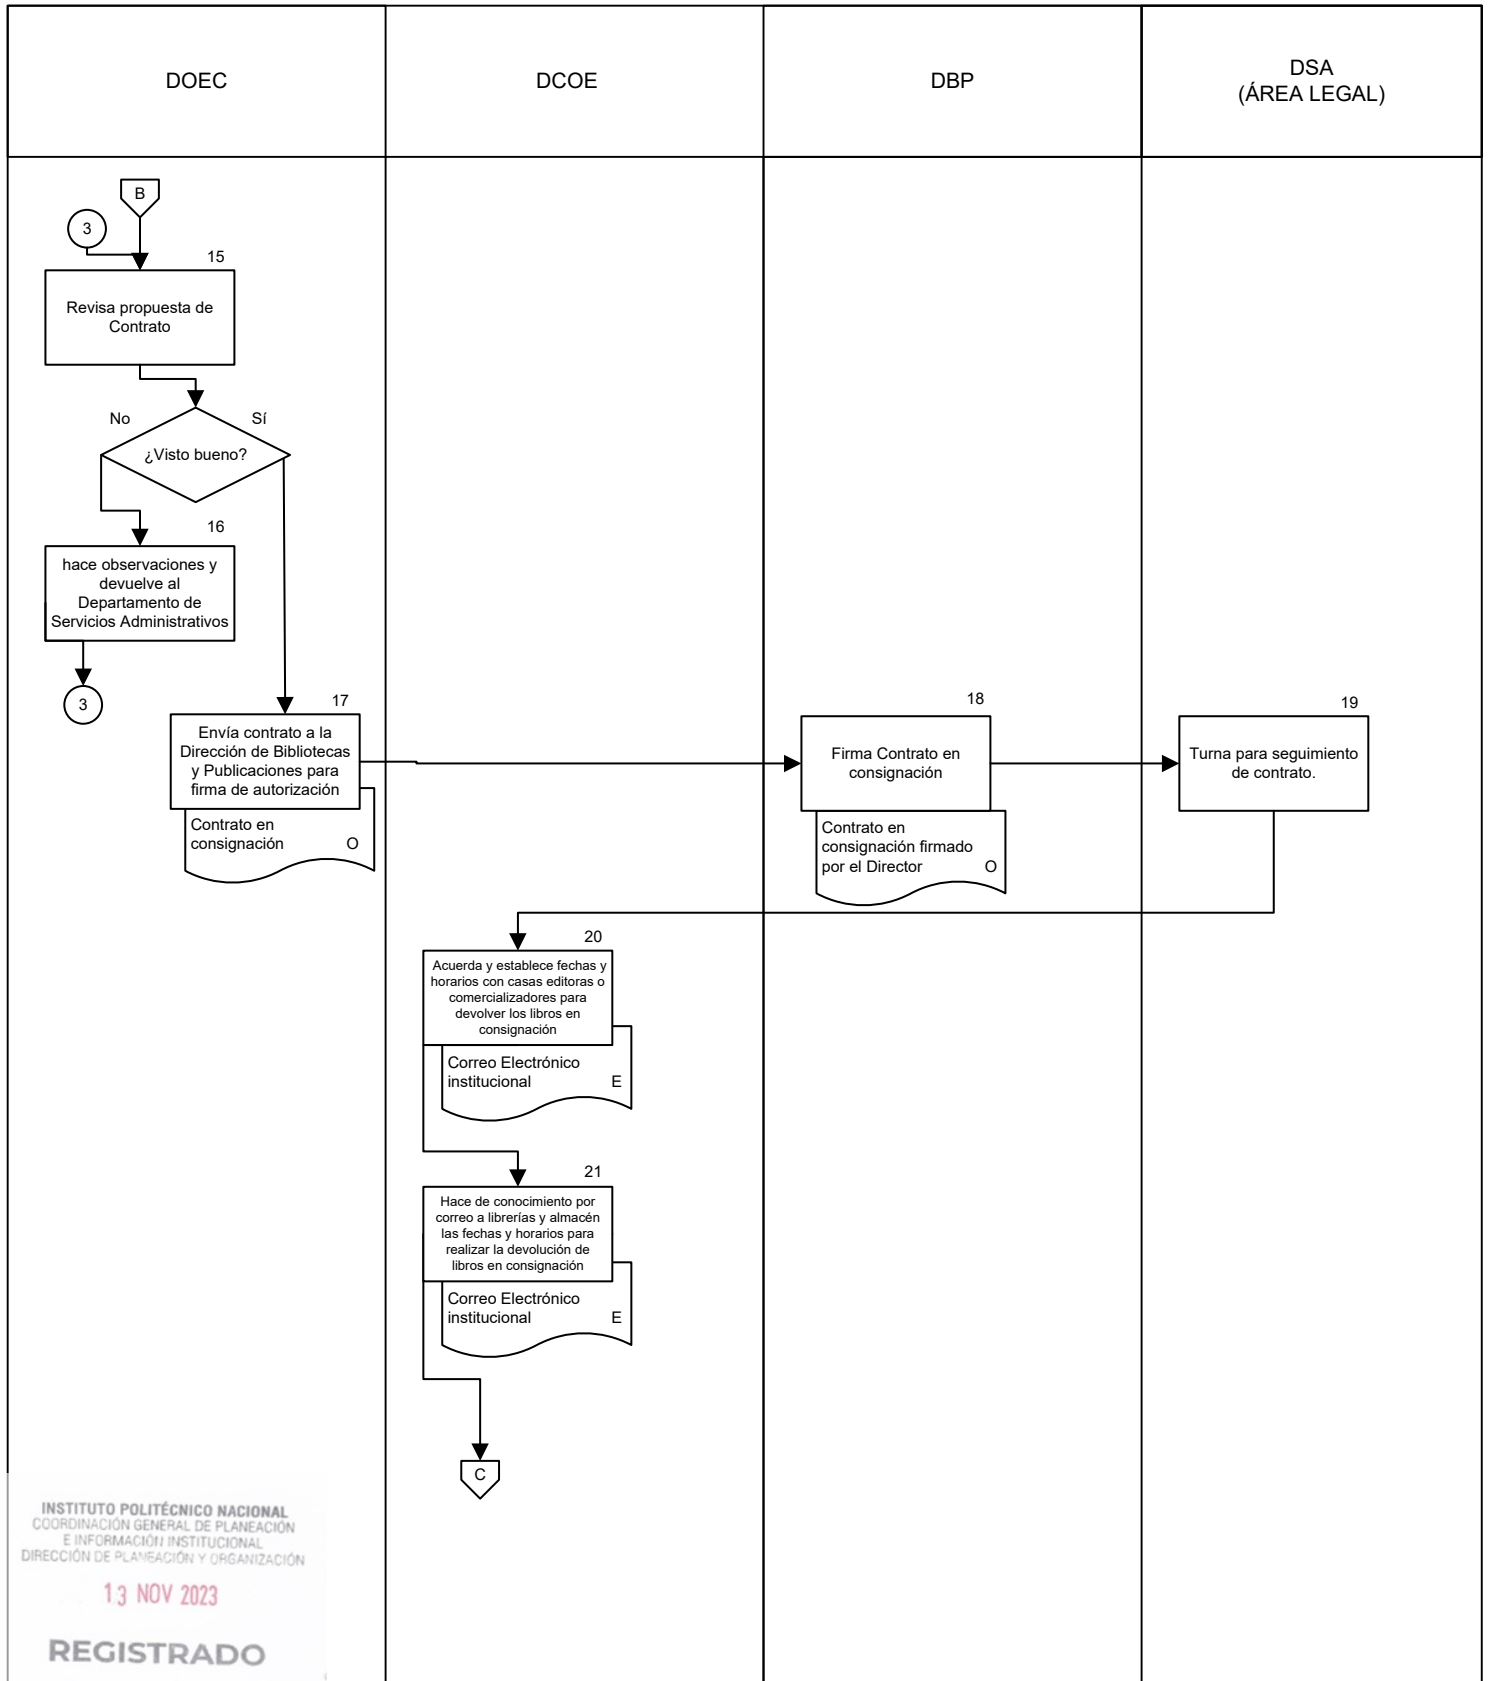 DOEC
DCOE
DBP
DSA
(ÁREA LEGAL)
B
3
15
Revisa propuesta de
Contrato
No
Sí
¿Visto bueno?
16
hace observaciones y
devuelve al
Departamento de
Servicios Administrativos
3
17
Envía contrato a la
Dirección de Bibliotecas
y Publicaciones para
firma de autorización
Contrato en
consignación O
18
Firma Contrato en
consignación
Contrato en
consignación firmado
por el Director O
19
Turna para seguimiento
de contrato.
20
Acuerda y establece fechas y
horarios con casas editoras o
comercializadores para
devolver los libros en
consignación
Correo Electrónico
institucional E
21
Hace de conocimiento por
correo a librerías y almacén
las fechas y horarios para
realizar la devolución de
libros en consignación
Correo Electrónico
institucional E
C
INSTITUTO POLITÉCNICO NACIONAL
COORDINACIÓN GENERAL DE PLANEACIÓN
E INFORMACIÓN INSTITUCIONAL
DIRECCIÓN DE PLANEACIÓN Y ORGANIZACIÓN
13 NOV 2023
REGISTRADO